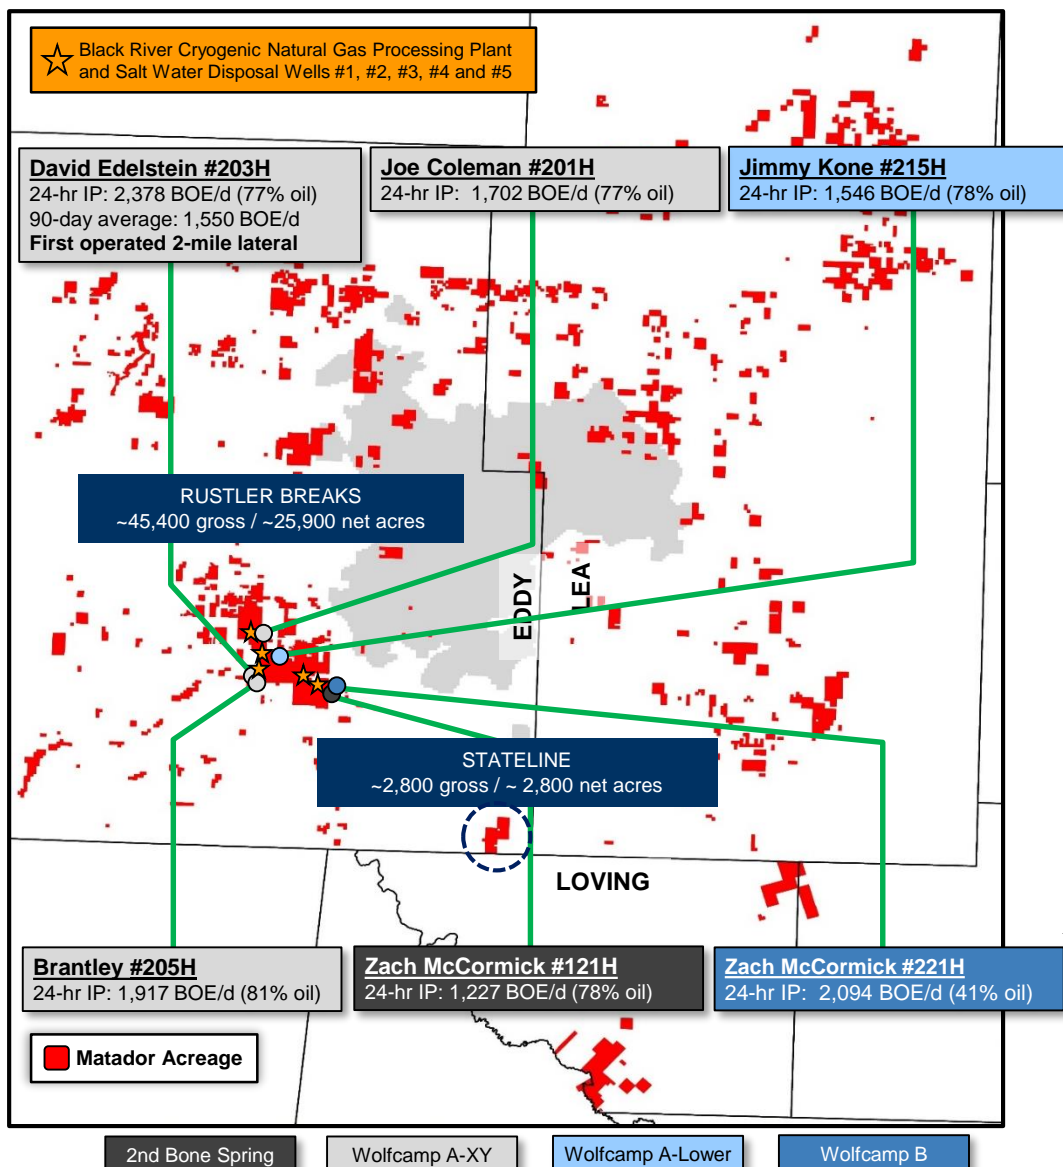 Black River Cryogenic Natural Gas Processing Plant
and Salt Water Disposal Wells #1, #2, #3, #4 and #5
David Edelstein #203H
24-hr IP: 2,378 BOE/d (77% oil)
90-day average: 1,550 BOE/d
First operated 2-mile lateral
Joe Coleman #201H
24-hr IP: 1,702 BOE/d (77% oil)
Jimmy Kone #215H
24-hr IP: 1,546 BOE/d (78% oil)
RUSTLER BREAKS
~45,400 gross / ~25,900 net acres
EDDY
LEA
STATELINE
~2,800 gross / ~ 2,800 net acres
LOVING
Brantley #205H
24-hr IP: 1,917 BOE/d (81% oil)
Zach McCormick #121H
24-hr IP: 1,227 BOE/d (78% oil)
Zach McCormick #221H
24-hr IP: 2,094 BOE/d (41% oil)
Matador Acreage
2nd Bone Spring
Wolfcamp A-XY
Wolfcamp A-Lower
Wolfcamp B